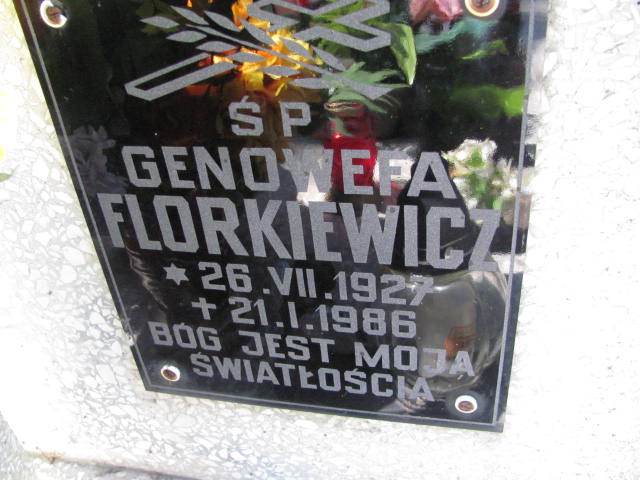 ŚP
GENOWEFA
FLORKIEWICZ
* 26.VII.1927
+ 21.I.1986
BÓG JEST MOJĄ
ŚWIATŁOŚCIĄ